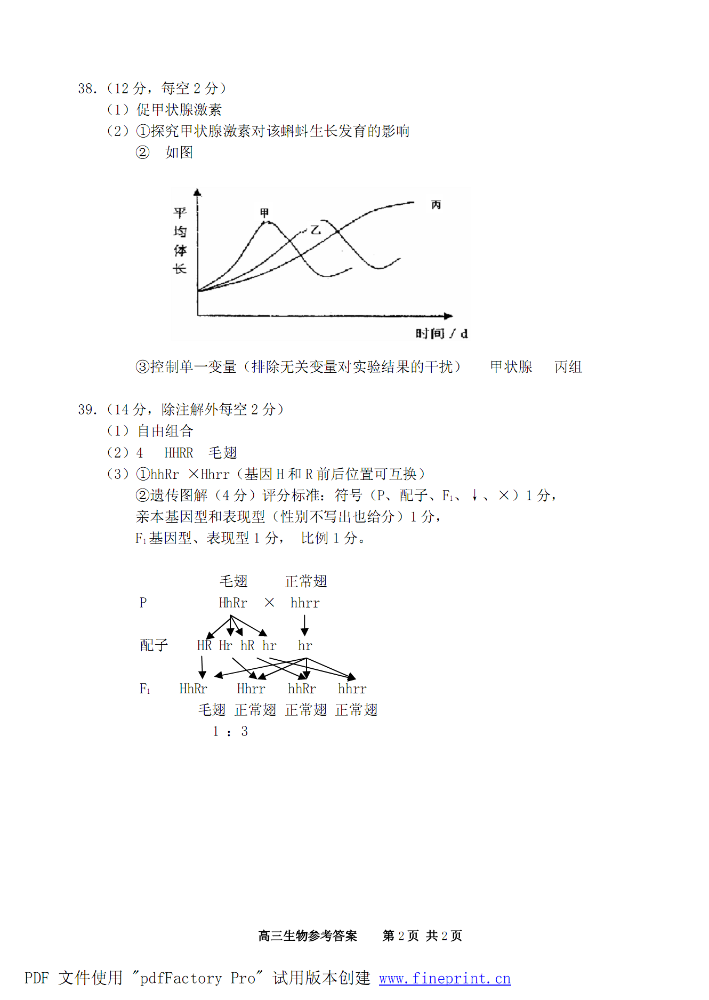 38.（12分，每空2分）
（1）促甲状腺激素
（2）①探究甲状腺激素对该蝌蚪生长发育的影响
② 如图
平均体长
甲
乙
丙
时间/d
③控制单一变量（排除无关变量对实验结果的干扰） 甲状腺 丙组
39.（14分，除注解外每空2分）
（1）自由组合
（2）4 HHRR 毛翅
（3）①hhRr ×Hhrr（基因H和R前后位置可互换）
②遗传图解（4分）评分标准：符号（P、配子、F₁、↓、×）1分，
亲本基因型和表现型（性别不写出也给分）1分，
F₁基因型、表现型1分， 比例1分。
毛翅 正常翅
P HhRr × hhrr
配子 HR Hr hR hr hr
F₁ HhRr Hhrr hhRr hhrr
毛翅 正常翅 正常翅 正常翅
1 : 3
高三生物参考答案 第2页 共2页
PDF 文件使用 "pdfFactory Pro" 试用版本创建 www.fineprint.cn